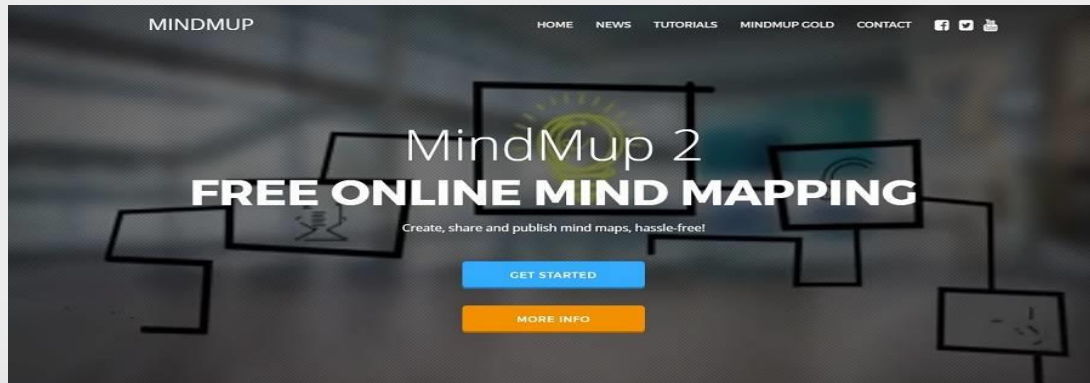 MINDMUP
HOME NEWS TUTORIALS MINDMUP GOLD CONTACT
MindMup 2
FREE ONLINE MIND MAPPING
Create, share and publish mind maps, hassle-free!
GET STARTED
MORE INFO